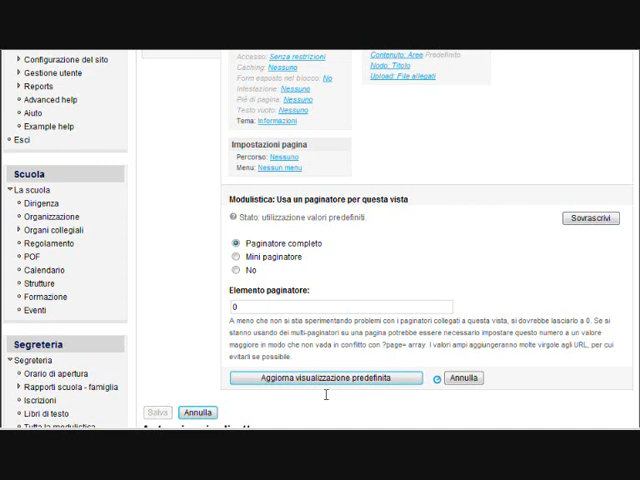 Configurazione del sito
Gestione utente
Reports
Advanced help
Aiuto
Example help
Esci
Scuola
La scuola
Dirigenza
Organizzazione
Organi collegiali
Regolamento
POF
Calendario
Strutture
Formazione
Eventi
Segreteria
Segreteria
Orario di apertura
Rapporti scuola - famiglia
Iscrizioni
Libri di testo
Tutta la modulistica
Accesso: Senza restrizioni
Caching: Nessuno
Form esposto nel blocco: No
Intestazione: Nessuno
Piè di pagina: Nessuno
Testo vuoto: Nessuno
Tema: Informazioni
Impostazioni pagina
Percorso: Nessuno
Menu: Nessun menu
Contenuto: Area Predefinito
Nodo: Titolo
Upload: File allegati
Modulistica: Usa un paginatore per questa vista
Stato: utilizzazione valori predefiniti
Sovrascrivi
Paginatore completo
Mini paginatore
No
Elemento paginatore:
0
A meno che non si stia sperimentando problemi con i paginatori collegati a questa vista, si dovrebbe lasciarlo a 0. Se si
stanno usando dei multi-paginatori su una pagina potrebbe essere necessario impostare questo numero a un valore
maggiore in modo che non vada in conflitto con ?page= array. I valori ampi aggiungeranno molte virgole agli URL, per cui
evitarli se possibile.
Aggiorna visualizzazione predefinita
Annulla
Salva
Annulla